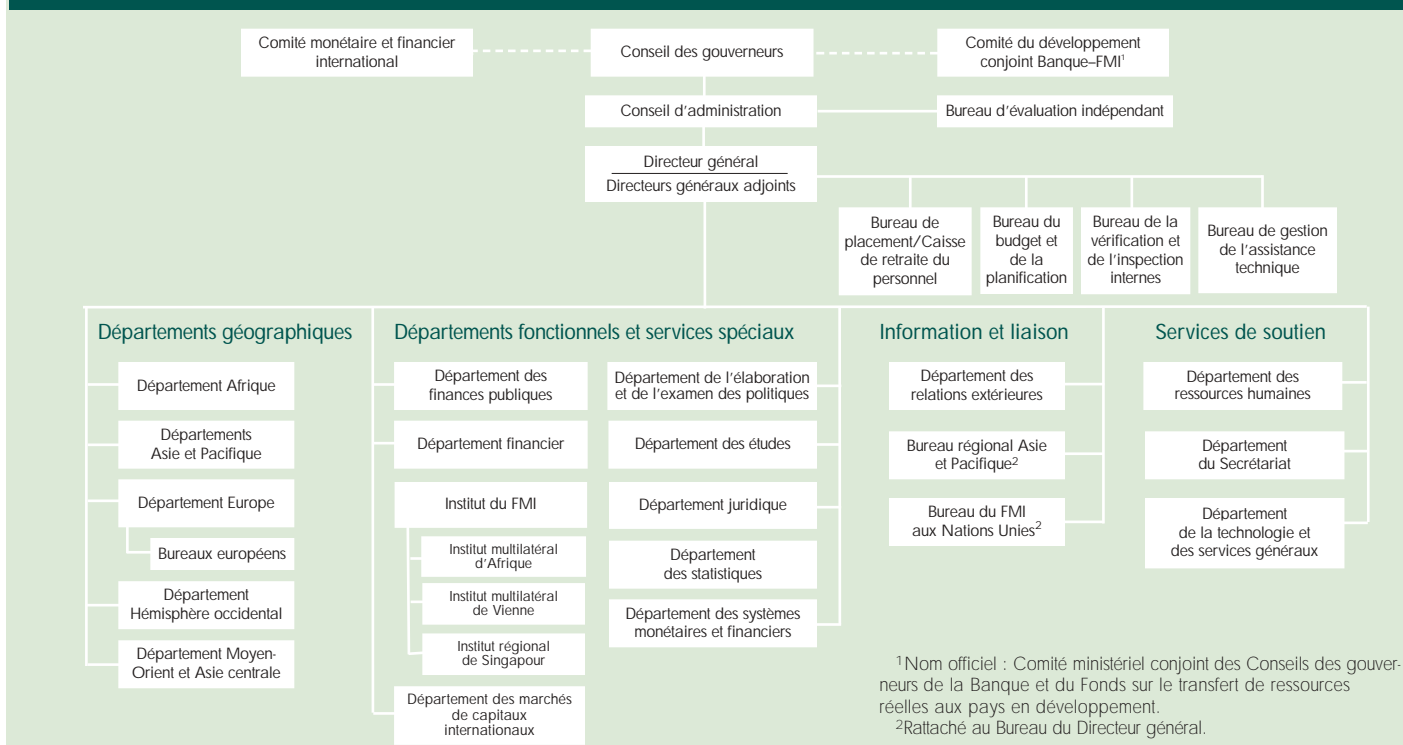 Comité monétaire et financier
international
Conseil des gouverneurs
Comité du développement
conjoint Banque–FMI¹
Conseil d’administration
Bureau d’évaluation indépendant
Directeur général
Directeurs généraux adjoints
Bureau de
placement/Caisse
de retraite du
personnel
Bureau du
budget et
de la
planification
Bureau de la
vérification et
de l’inspection
internes
Bureau de gestion
de l’assistance
technique
Départements géographiques
Département Afrique
Départements
Asie et Pacifique
Département Europe
Bureaux européens
Département
Hémisphère occidental
Département Moyen-
Orient et Asie centrale
Départements fonctionnels et services spéciaux
Département des
finances publiques
Département financier
Institut du FMI
Institut multilatéral
d’Afrique
Institut multilatéral
de Vienne
Institut régional
de Singapour
Département des marchés
de capitaux
internationaux
Département de l’élaboration
et de l’examen des politiques
Département des études
Département juridique
Département
des statistiques
Département des systèmes
monétaires et financiers
Information et liaison
Département des
relations extérieures
Bureau régional Asie
et Pacifique²
Bureau du FMI
aux Nations Unies²
Services de soutien
Département des
ressources humaines
Département
du Secrétariat
Département
de la technologie et
des services généraux
¹Nom officiel : Comité ministériel conjoint des Conseils des gouver-
neurs de la Banque et du Fonds sur le transfert de ressources
réelles aux pays en développement.
²Rattaché au Bureau du Directeur général.